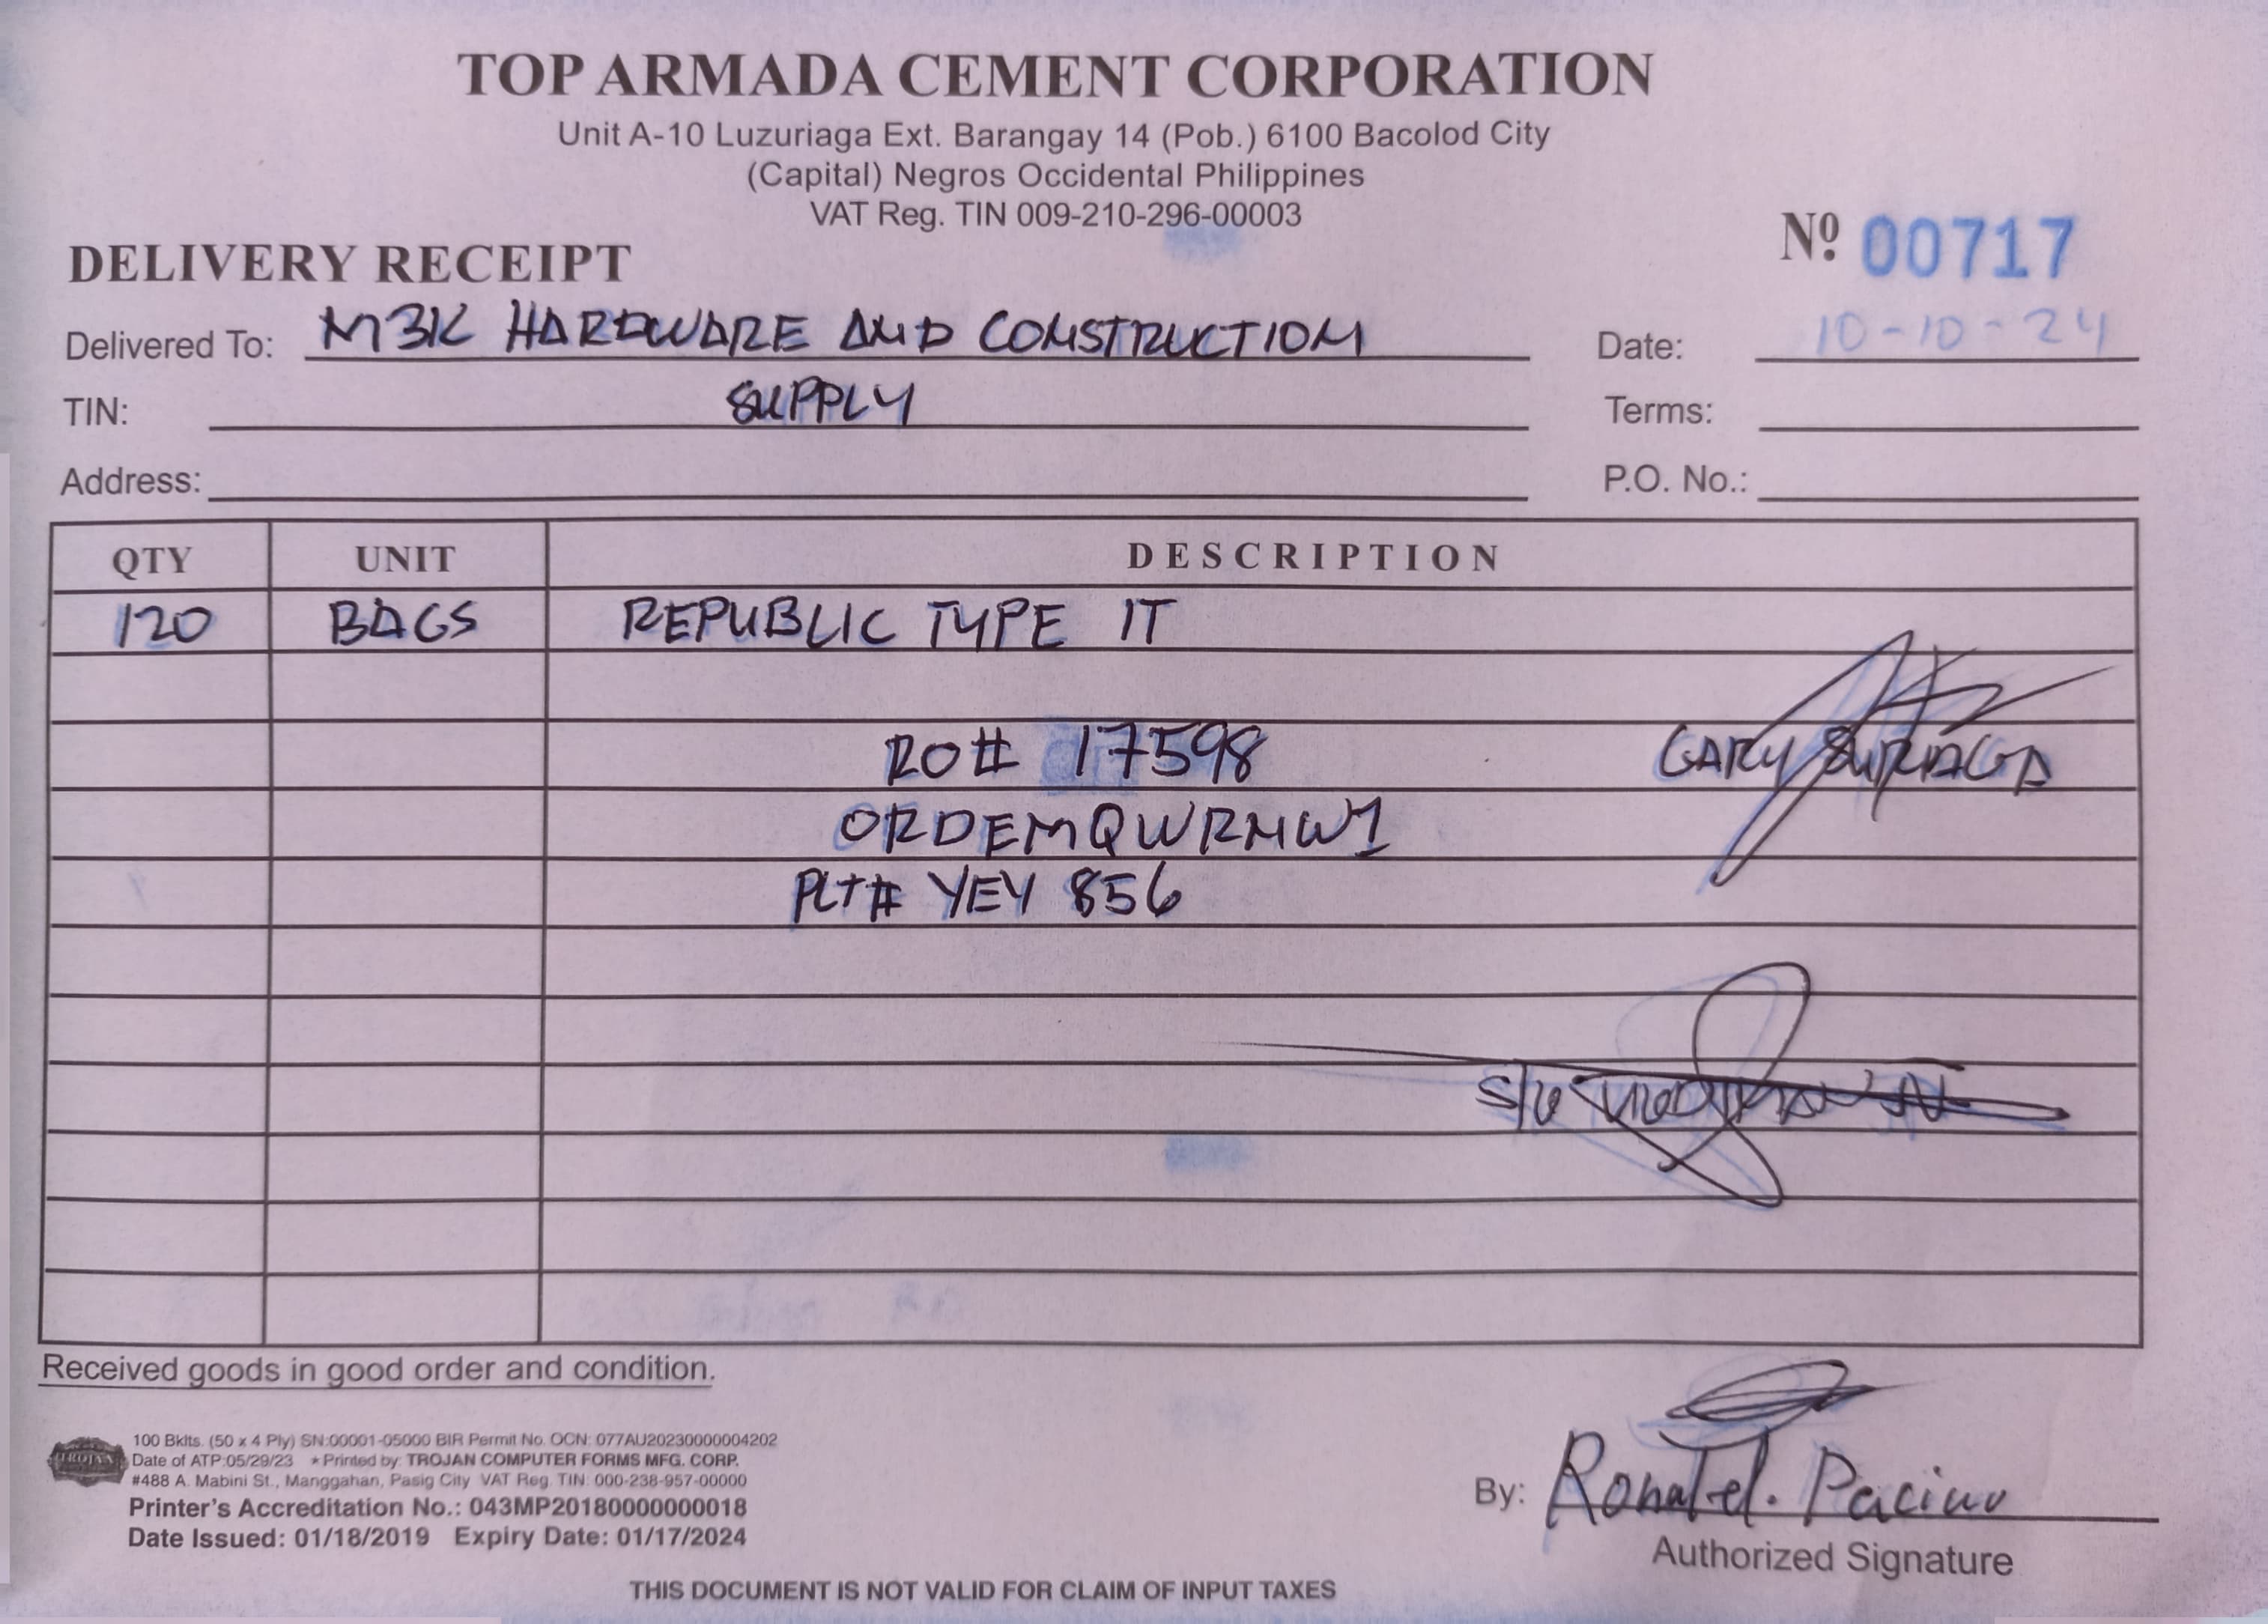 TOP ARMADA CEMENT CORPORATION
Unit A-10 Luzuriaga Ext. Barangay 14 (Pob.) 6100 Bacolod City
(Capital) Negros Occidental Philippines
VAT Reg. TIN 009-210-296-00003
DELIVERY RECEIPT
Nº 00717
Delivered To: M3K HARDWARE AND CONSTRUCTION
Date: 10-10-24
TIN: SUPPLY
Terms:
Address:
P.O. No.:
QTY UNIT DESCRIPTION
120 BAGS REPUBLIC TYPE 1T
RO# 17598
GARY
ORDEMQWRMW1
PLT# YEY 856
Received goods in good order and condition.
TROJAN
100 Bklts. (50 x 4 Ply) SN:00001-05000 BIR Permit No. OCN: 077AU20230000004202
Date of ATP:05/29/23 ★Printed by: TROJAN COMPUTER FORMS MFG. CORP.
#488 A. Mabini St., Manggahan, Pasig City VAT Reg. TIN: 000-238-957-00000
Printer's Accreditation No.: 043MP20180000000018
Date Issued: 01/18/2019 Expiry Date: 01/17/2024
By:
Authorized Signature
THIS DOCUMENT IS NOT VALID FOR CLAIM OF INPUT TAXES